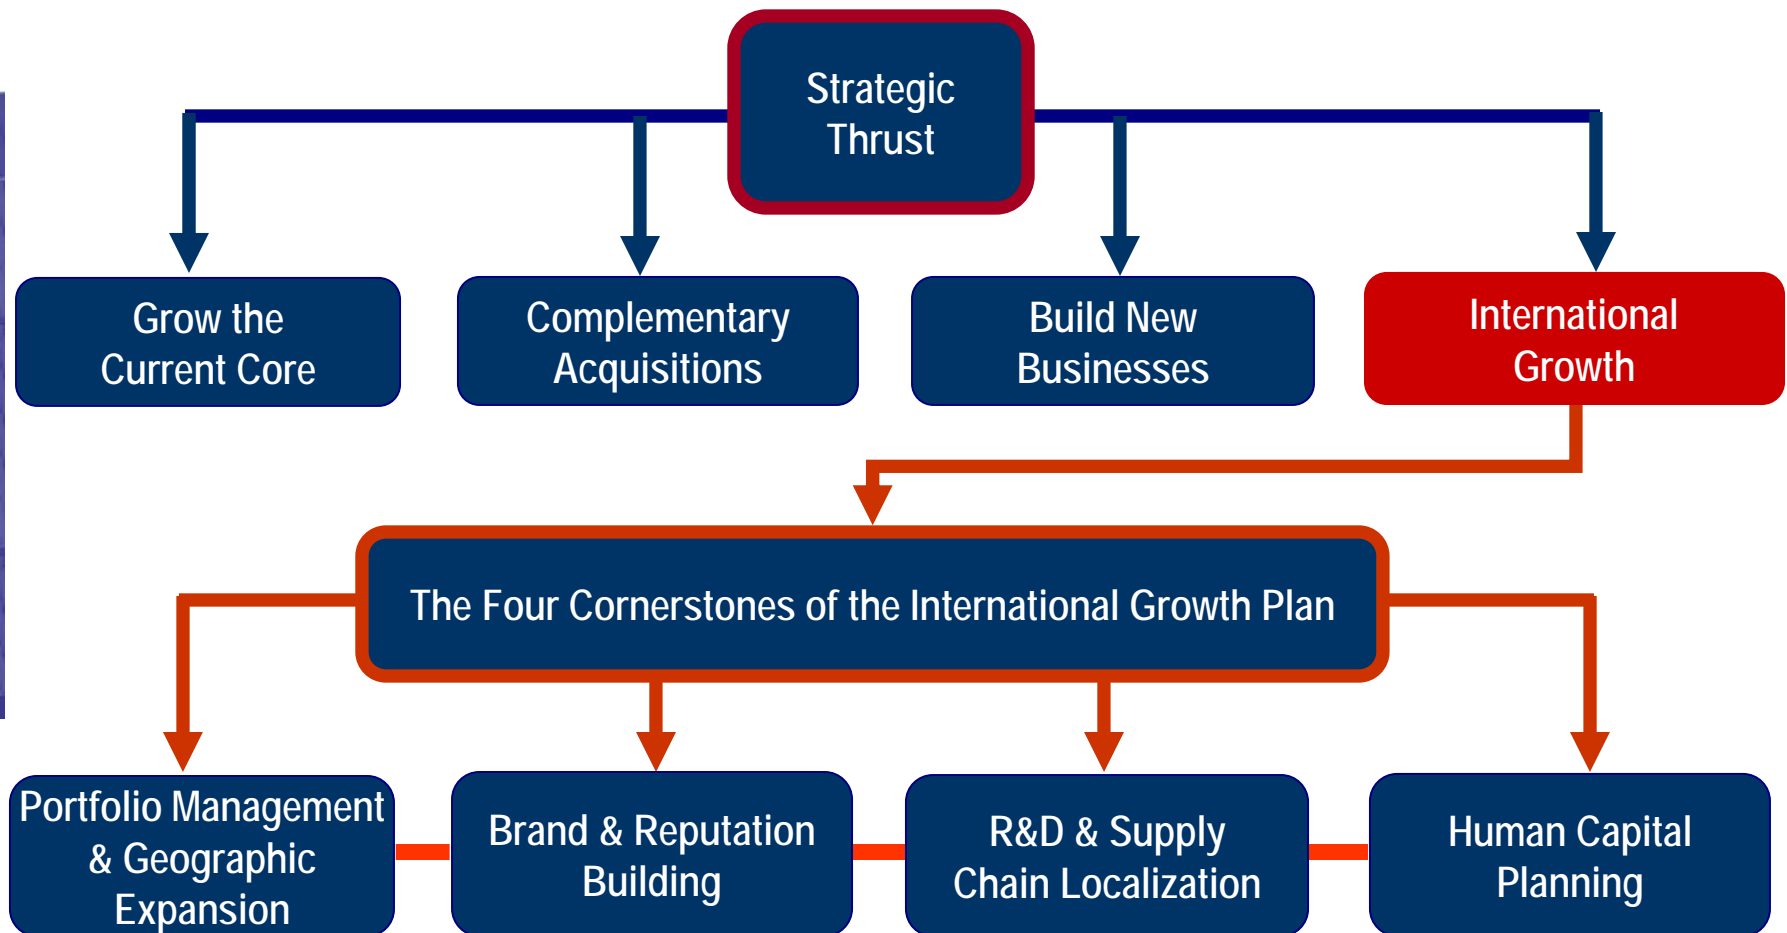 Strategic
Thrust
Grow the
Current Core
Complementary
Acquisitions
Build New
Businesses
International
Growth
The Four Cornerstones of the International Growth Plan
Portfolio Management
& Geographic
Expansion
Brand & Reputation
Building
R&D & Supply
Chain Localization
Human Capital
Planning